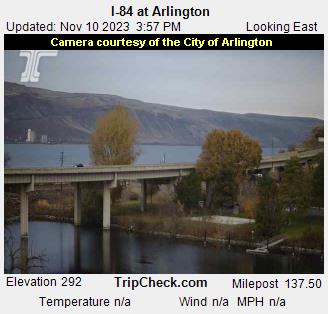 I-84 at Arlington
Updated: Nov 10 2023 3:57 PM Looking East
Camera courtesy of the City of Arlington
Elevation 292 TripCheck.com Milepost 137.50
Temperature n/a Wind n/a MPH n/a